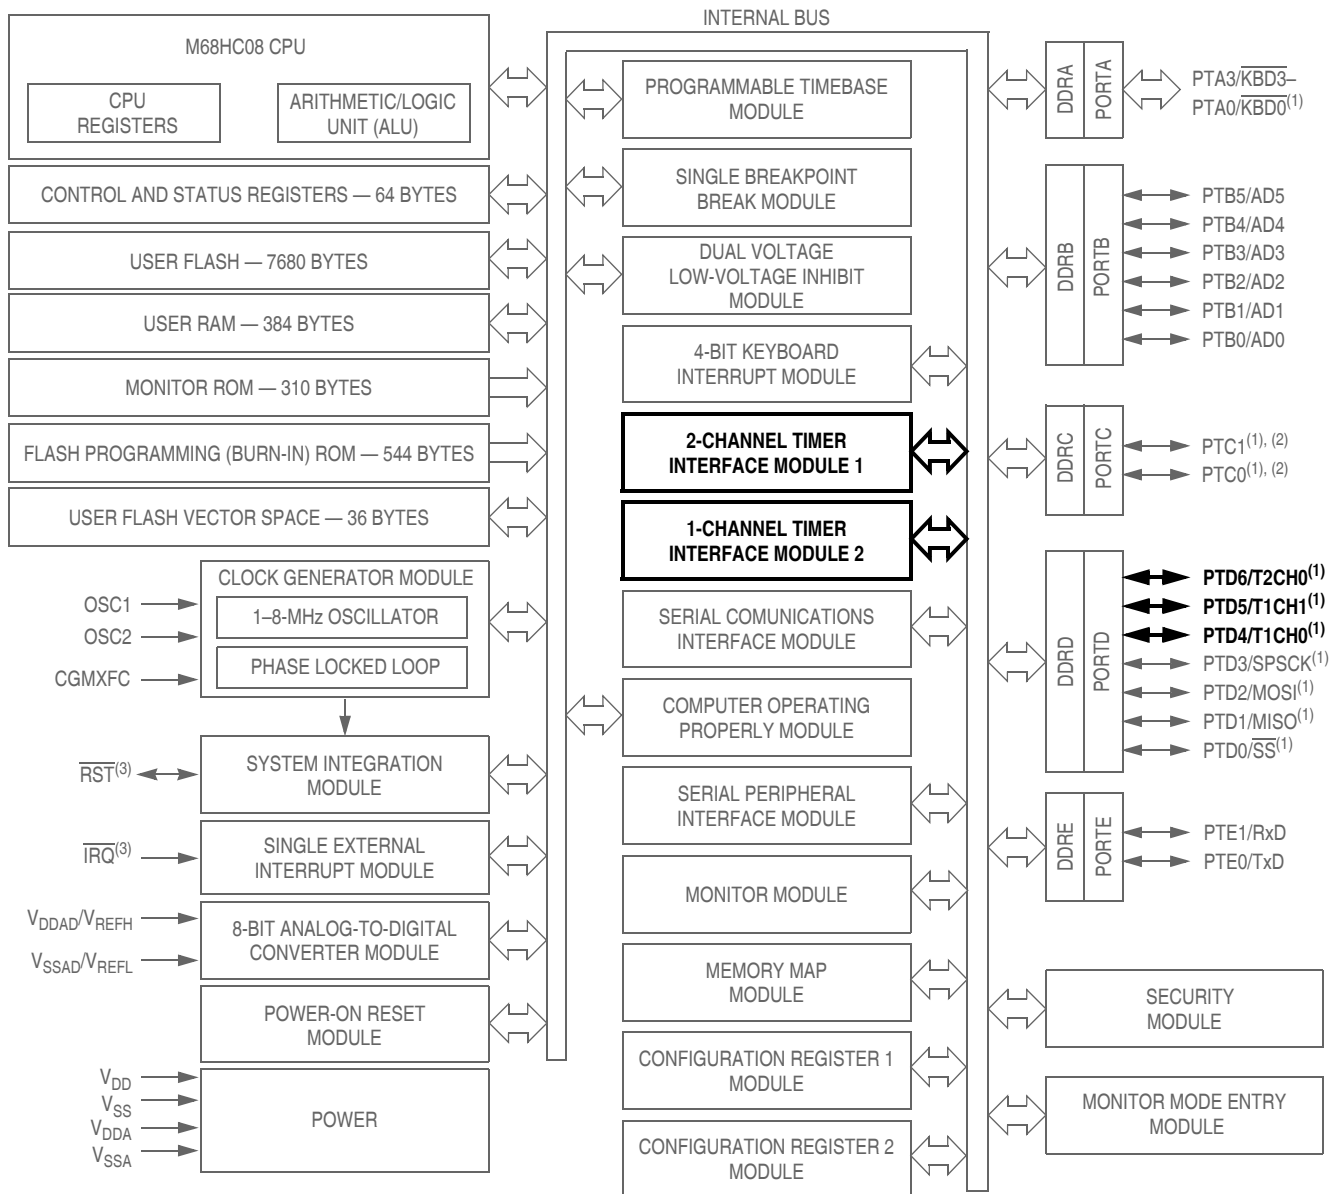 INTERNAL BUS
M68HC08 CPU
CPU
REGISTERS
ARITHMETIC/LOGIC
UNIT (ALU)
CONTROL AND STATUS REGISTERS — 64 BYTES
USER FLASH — 7680 BYTES
USER RAM — 384 BYTES
MONITOR ROM — 310 BYTES
FLASH PROGRAMMING (BURN-IN) ROM — 544 BYTES
USER FLASH VECTOR SPACE — 36 BYTES
CLOCK GENERATOR MODULE
1–8-MHz OSCILLATOR
PHASE LOCKED LOOP
OSC1
OSC2
CGMXFC
SYSTEM INTEGRATION
MODULE
RST(3)
SINGLE EXTERNAL
INTERRUPT MODULE
IRQ(3)
8-BIT ANALOG-TO-DIGITAL
CONVERTER MODULE
VDDAD/VREFH
VSSAD/VREFL
POWER-ON RESET
MODULE
POWER
VDD
VSS
VDDA
VSSA
PROGRAMMABLE TIMEBASE
MODULE
SINGLE BREAKPOINT
BREAK MODULE
DUAL VOLTAGE
LOW-VOLTAGE INHIBIT
MODULE
4-BIT KEYBOARD
INTERRUPT MODULE
2-CHANNEL TIMER
INTERFACE MODULE 1
1-CHANNEL TIMER
INTERFACE MODULE 2
SERIAL COMUNICATIONS
INTERFACE MODULE
COMPUTER OPERATING
PROPERLY MODULE
SERIAL PERIPHERAL
INTERFACE MODULE
MONITOR MODULE
MEMORY MAP
MODULE
CONFIGURATION REGISTER 1
MODULE
CONFIGURATION REGISTER 2
MODULE
DDRA
PORTA
PTA3/KBD3–
PTA0/KBD0(1)
DDRB
PORTB
PTB5/AD5
PTB4/AD4
PTB3/AD3
PTB2/AD2
PTB1/AD1
PTB0/AD0
DDRC
PORTC
PTC1(1), (2)
PTC0(1), (2)
DDRD
PORTD
PTD6/T2CH0(1)
PTD5/T1CH1(1)
PTD4/T1CH0(1)
PTD3/SPSCK(1)
PTD2/MOSI(1)
PTD1/MISO(1)
PTD0/SS(1)
DDRE
PORTE
PTE1/RxD
PTE0/TxD
SECURITY
MODULE
MONITOR MODE ENTRY
MODULE